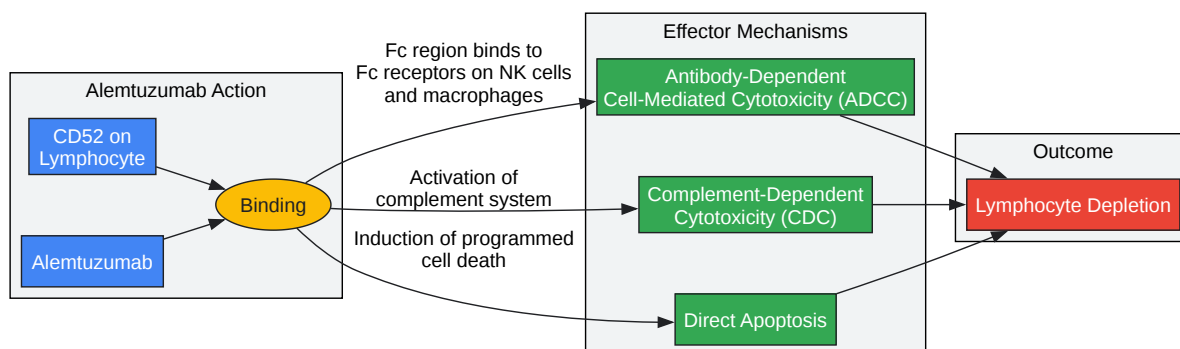 Alemtuzumab Action
CD52 on
Lymphocyte
Alemtuzumab
Binding
Fc region binds to
Fc receptors on NK cells
and macrophages
Activation of
complement system
Induction of programmed
cell death
Effector Mechanisms
Antibody-Dependent
Cell-Mediated Cytotoxicity (ADCC)
Complement-Dependent
Cytotoxicity (CDC)
Direct Apoptosis
Outcome
Lymphocyte Depletion